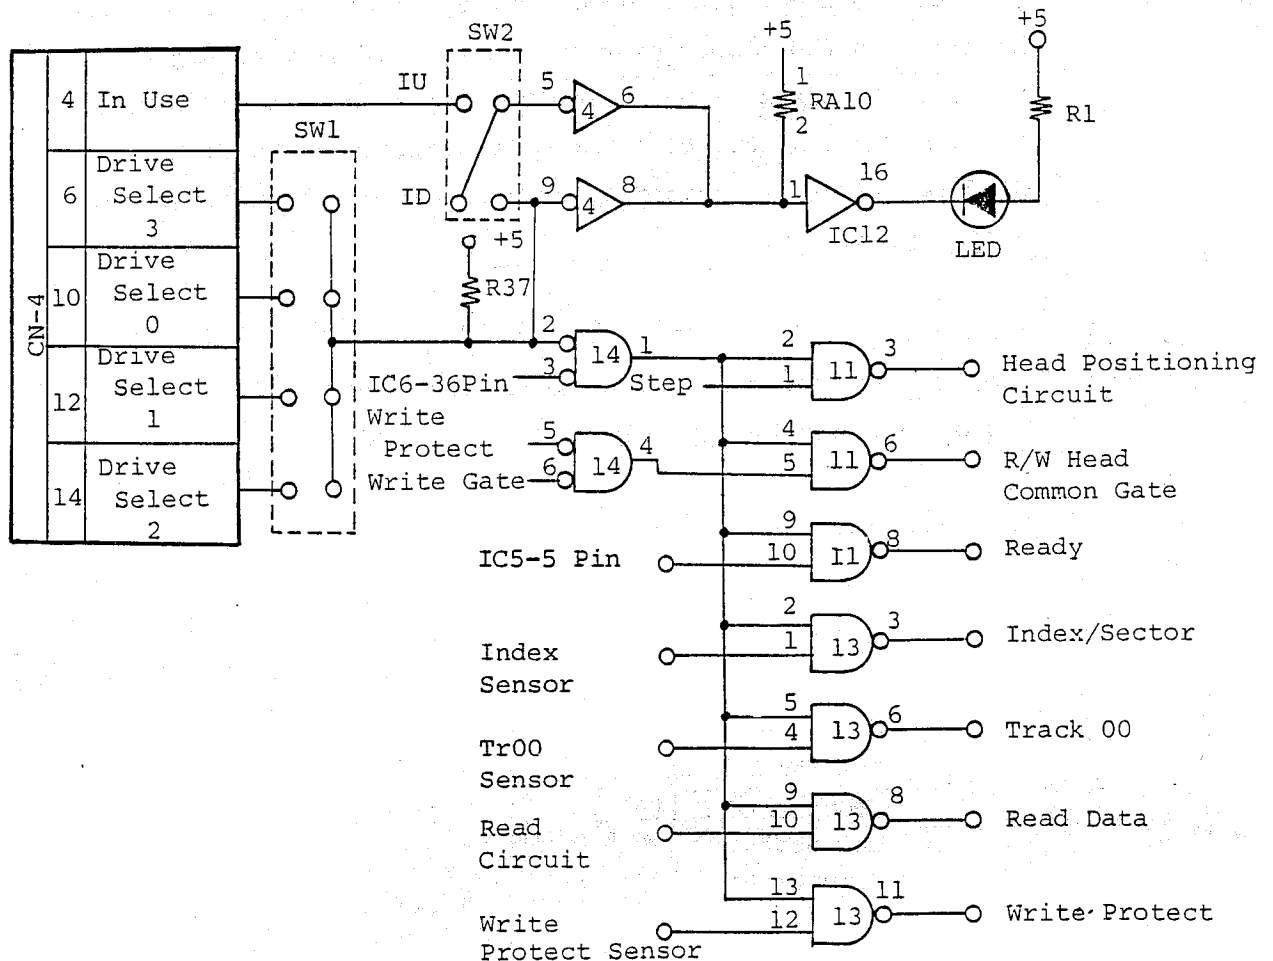 CN-4
4 In Use
6 Drive
Select
3
10 Drive
Select
0
12 Drive
Select
1
14 Drive
Select
2
SW1
SW2
IU
ID
5 4 6
9 4 8
+5
1
RA10
2
+5
R1
1 16
IC12
LED
+5
R37
2 14 1
3
IC6-36Pin
Step
Write
Protect
5 14 4
6
Write Gate
2 11 3
1
Head Positioning
Circuit
4 11 6
5
R/W Head
Common Gate
IC5-5 Pin
9 I1 8
10
Ready
Index
Sensor
2 13 3
1
Index/Sector
Tr00
Sensor
5 13 6
4
Track 00
Read
Circuit
9 13 8
10
Read Data
Write
Protect Sensor
13 13 11
12
Write Protect